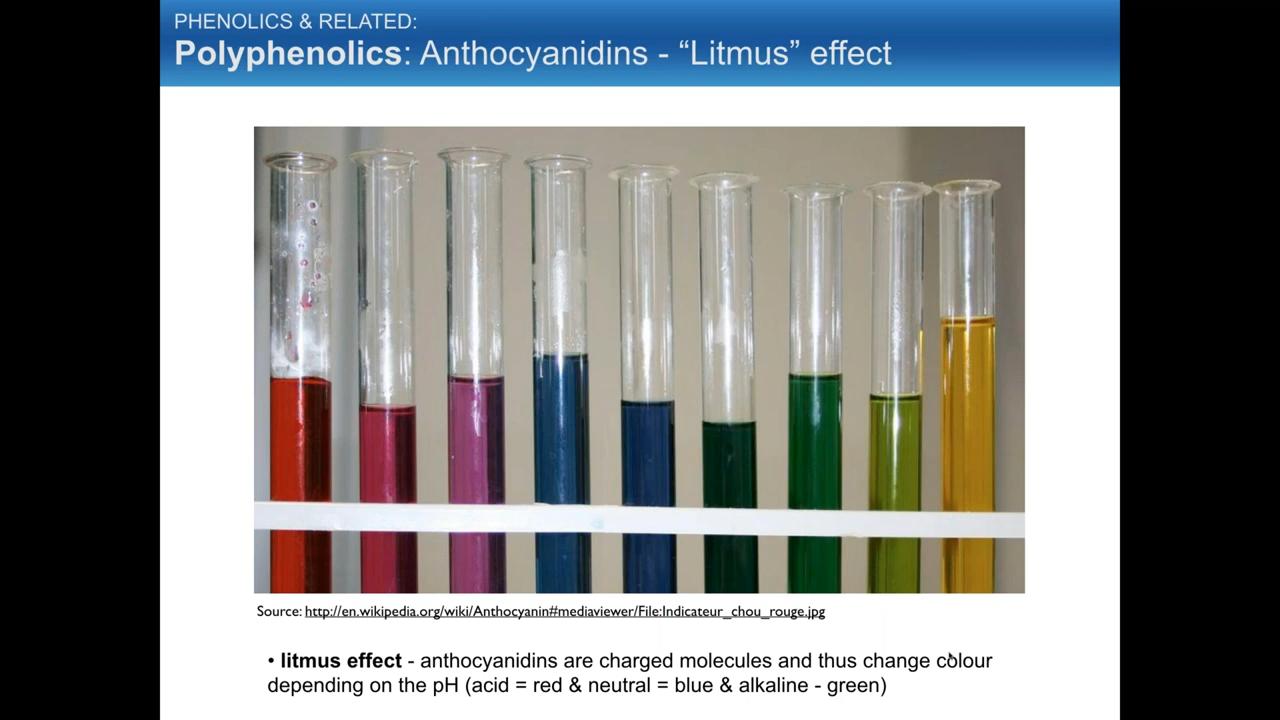 PHENOLICS & RELATED:
Polyphenolics: Anthocyanidins - “Litmus” effect
Source: http://en.wikipedia.org/wiki/Anthocyanin#mediaviewer/File:Indicateur_chou_rouge.jpg
• litmus effect - anthocyanidins are charged molecules and thus change colour
depending on the pH (acid = red & neutral = blue & alkaline - green)